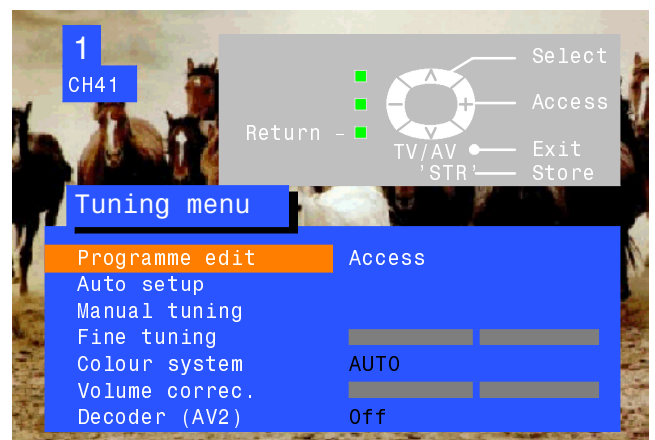 1
CH41
Select
Access
Return –
TV/AV
Exit
'STR'
Store
Tuning menu
Programme edit Access
Auto setup
Manual tuning
Fine tuning
Colour system AUTO
Volume correc.
Decoder (AV2) Off